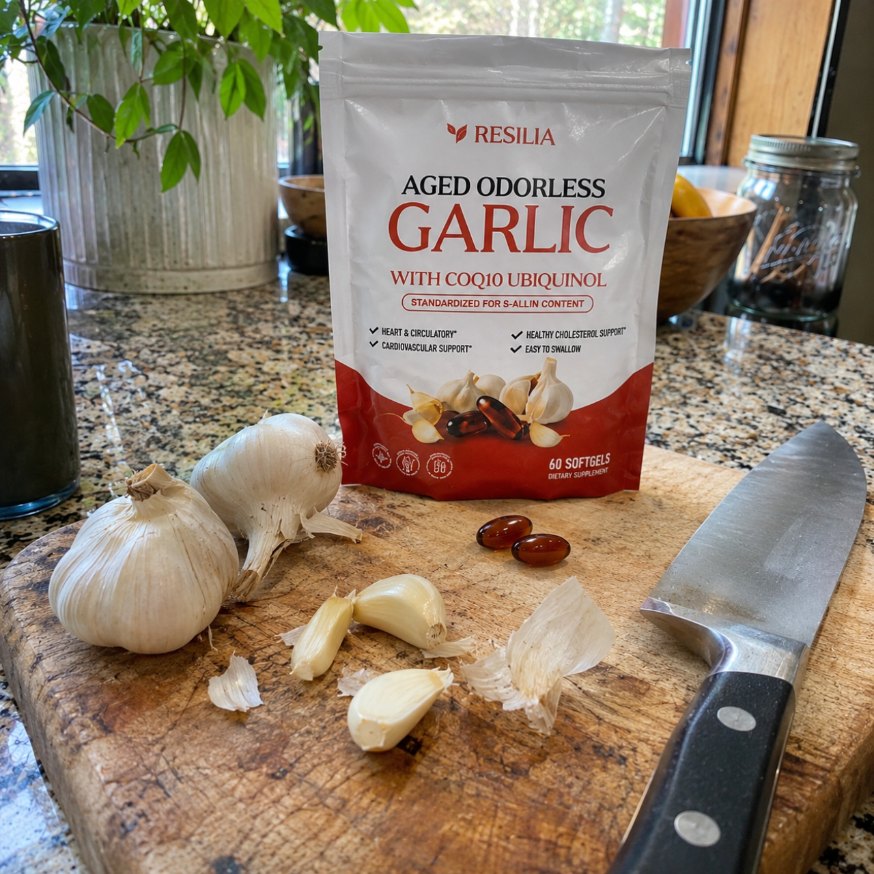 RESILIA
AGED ODORLESS
GARLIC
WITH COQ10 UBIQUINOL
STANDARDIZED FOR S-ALLIN CONTENT
HEART & CIRCULATORY*
CARDIOVASCULAR SUPPORT*
HEALTHY CHOLESTEROL SUPPORT*
EASY TO SWALLOW
60 SOFTGELS
DIETARY SUPPLEMENT